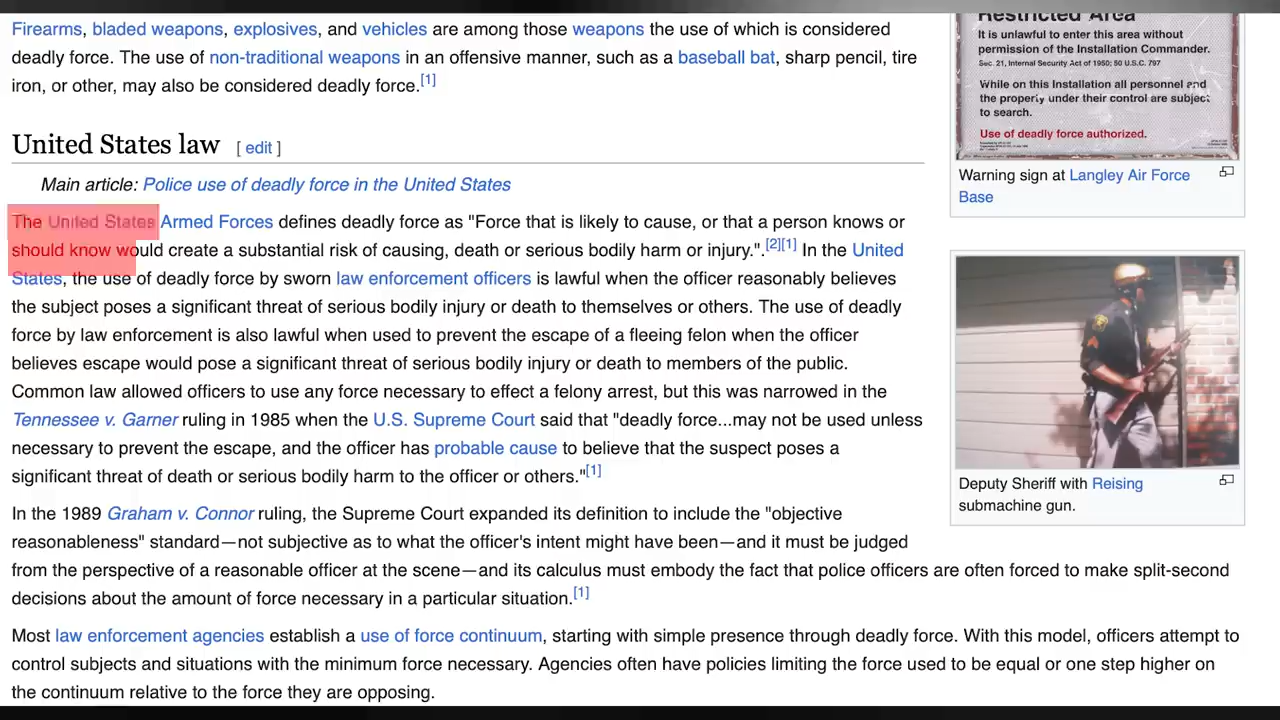 Firearms, bladed weapons, explosives, and vehicles are among those weapons the use of which is considered
deadly force. The use of non-traditional weapons in an offensive manner, such as a baseball bat, sharp pencil, tire
iron, or other, may also be considered deadly force.[1]
United States law [ edit ]
Main article: Police use of deadly force in the United States
The United States Armed Forces defines deadly force as "Force that is likely to cause, or that a person knows or
should know would create a substantial risk of causing, death or serious bodily harm or injury.".[2][1] In the United
States, the use of deadly force by sworn law enforcement officers is lawful when the officer reasonably believes
the subject poses a significant threat of serious bodily injury or death to themselves or others. The use of deadly
force by law enforcement is also lawful when used to prevent the escape of a fleeing felon when the officer
believes escape would pose a significant threat of serious bodily injury or death to members of the public.
Common law allowed officers to use any force necessary to effect a felony arrest, but this was narrowed in the
Tennessee v. Garner ruling in 1985 when the U.S. Supreme Court said that "deadly force...may not be used unless
necessary to prevent the escape, and the officer has probable cause to believe that the suspect poses a
significant threat of death or serious bodily harm to the officer or others."[1]
In the 1989 Graham v. Connor ruling, the Supreme Court expanded its definition to include the "objective
reasonableness" standard—not subjective as to what the officer's intent might have been—and it must be judged
from the perspective of a reasonable officer at the scene—and its calculus must embody the fact that police officers are often forced to make split-second
decisions about the amount of force necessary in a particular situation.[1]
Most law enforcement agencies establish a use of force continuum, starting with simple presence through deadly force. With this model, officers attempt to
control subjects and situations with the minimum force necessary. Agencies often have policies limiting the force used to be equal or one step higher on
the continuum relative to the force they are opposing.
Restricted Area
It is unlawful to enter this area without
permission of the Installation Commander.
Sec. 21, Internal Security Act of 1950; 50 U.S.C. 797
While on this Installation all personnel and
the property under their control are subject
to search.
Use of deadly force authorized.
Warning sign at Langley Air Force
Base
Deputy Sheriff with Reising
submachine gun.